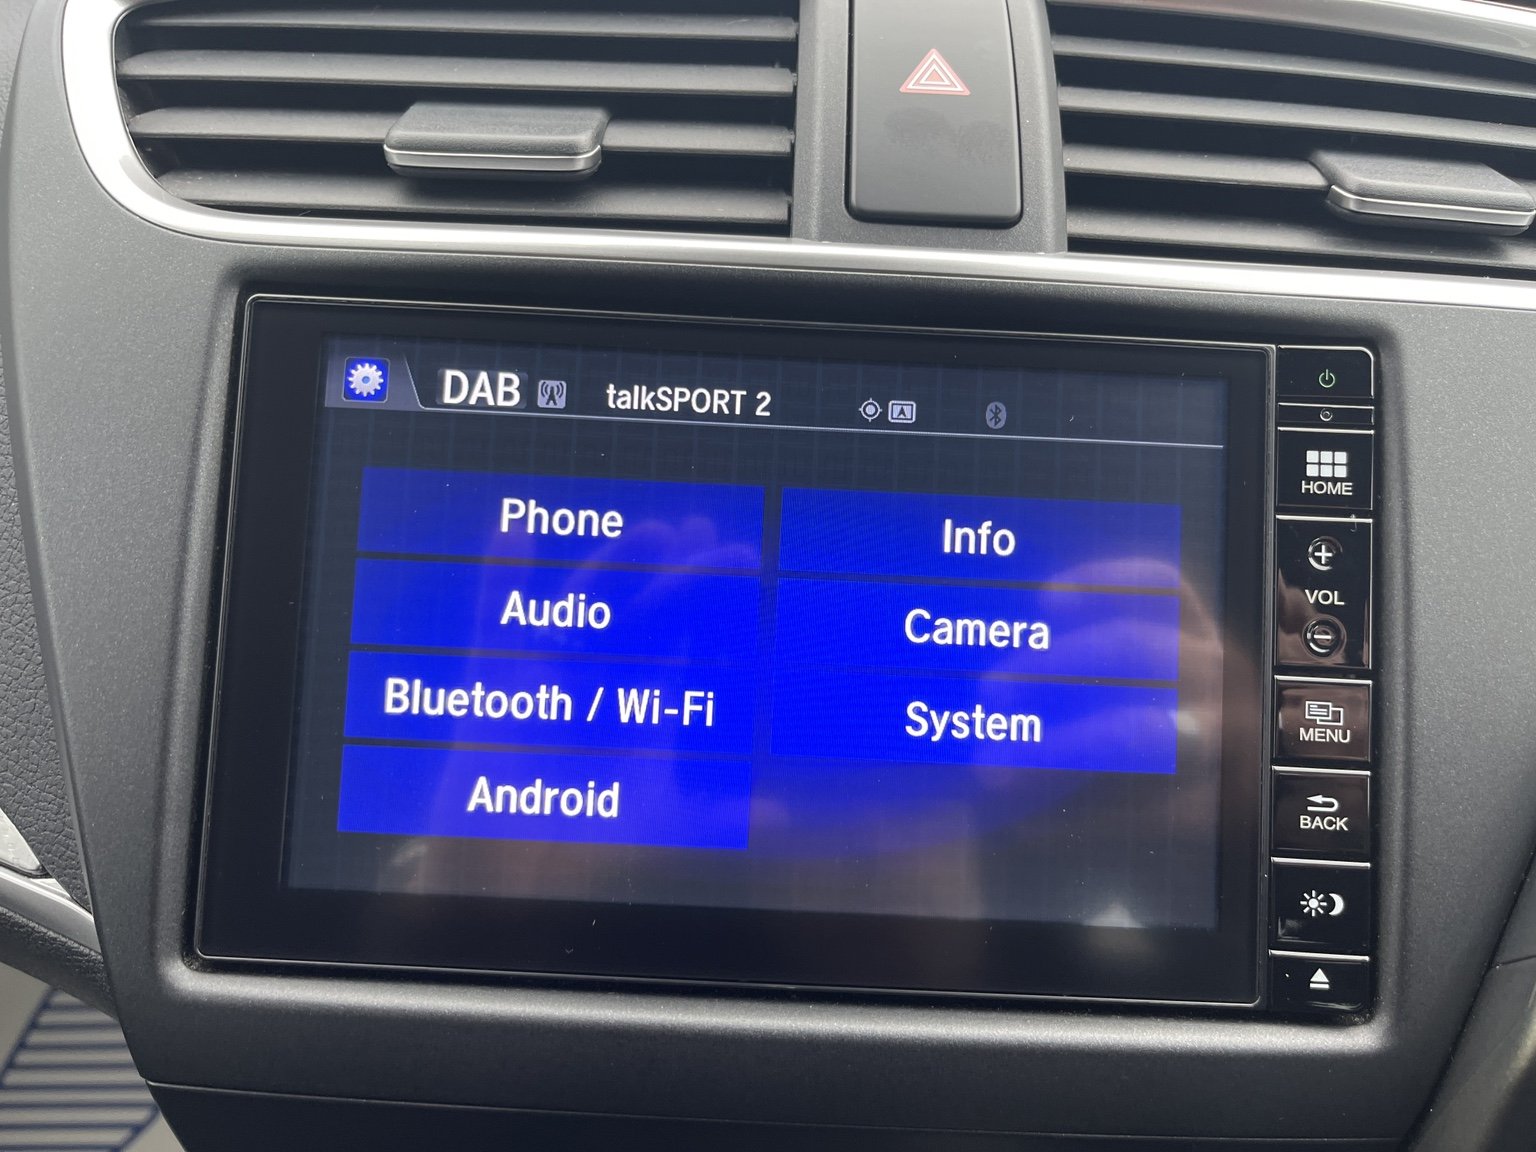 DAB talkSPORT 2
Phone
Info
Audio
Camera
Bluetooth / Wi-Fi
System
Android
HOME
+
VOL
−
MENU
BACK